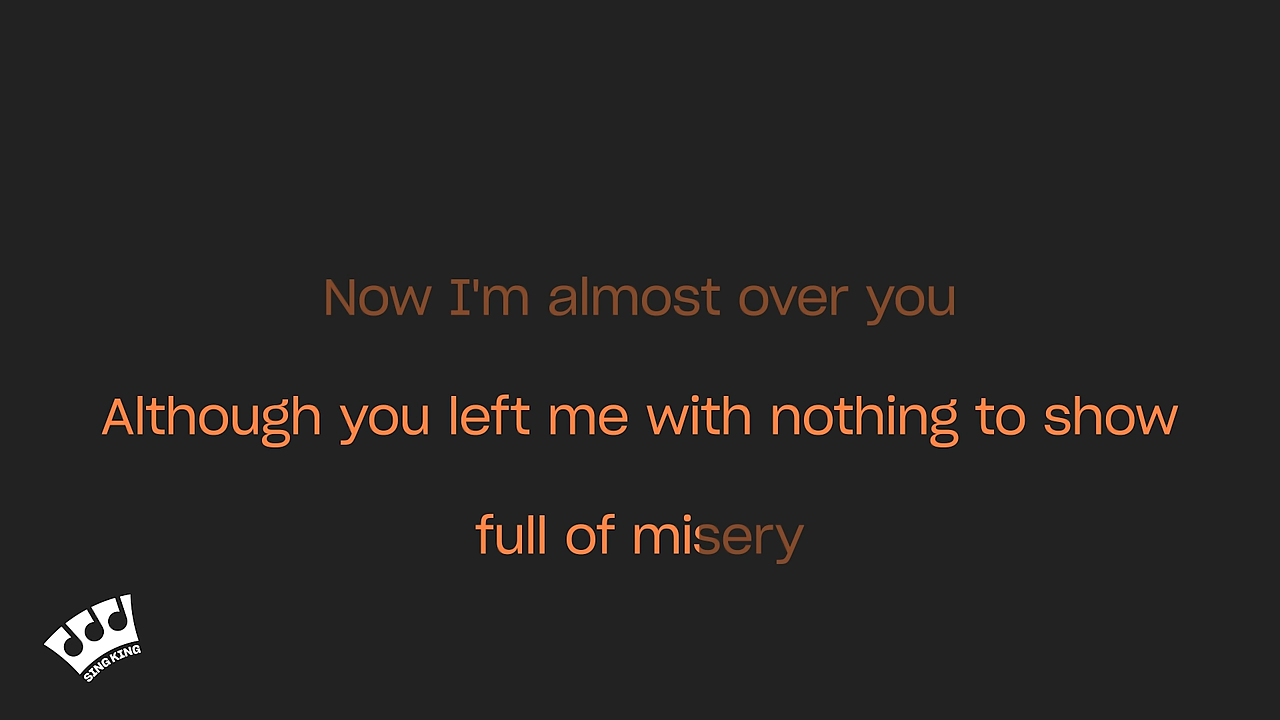 Now I'm almost over you
Although you left me with nothing to show
full of misery
SING KING